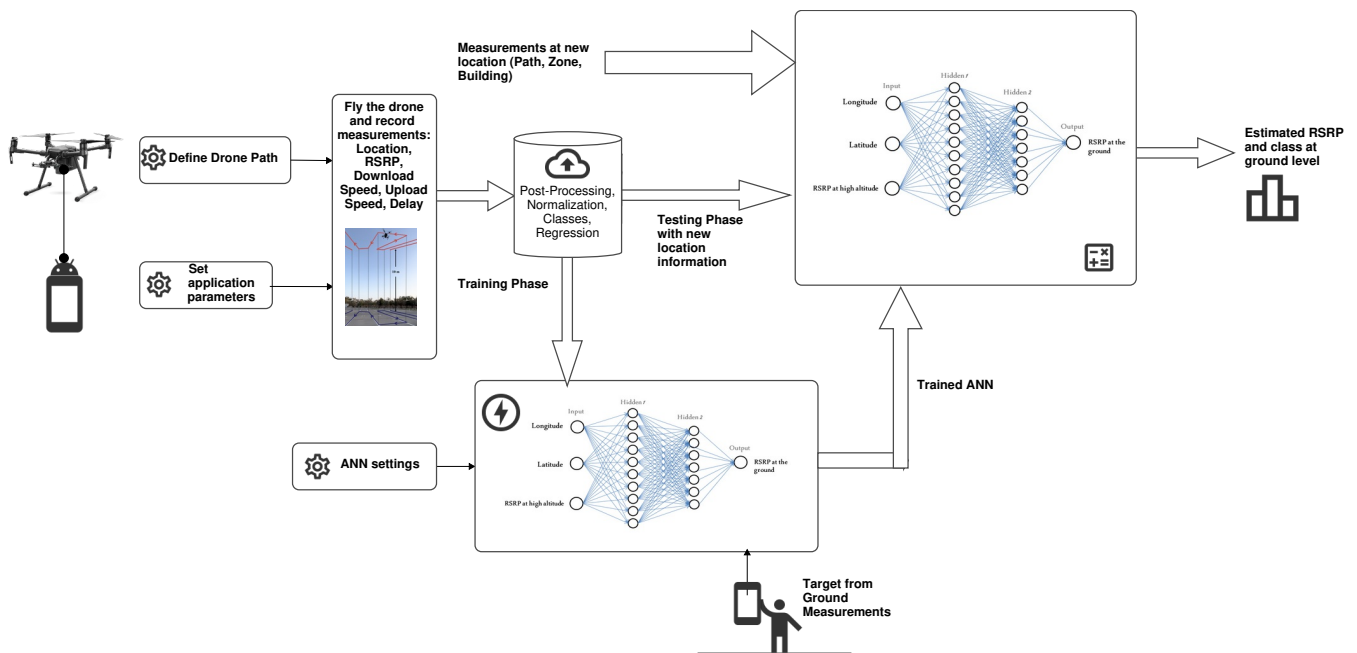 Define Drone Path
Set
application
parameters
Fly the drone
and record
measurements:
Location,
RSRP,
Download
Speed, Upload
Speed, Delay
Measurements at new
location (Path, Zone,
Building)
Post-Processing,
Normalization,
Classes,
Regression
Testing Phase
with new
location
information
Training Phase
Input
Hidden 1
Hidden 2
Output
Longitude
Latitude
RSRP at high altitude
RSRP at the
ground
Estimated RSRP
and class at
ground level
Trained ANN
ANN settings
Input
Hidden 1
Hidden 2
Output
Longitude
Latitude
RSRP at high altitude
RSRP at the
ground
Target from
Ground
Measurements